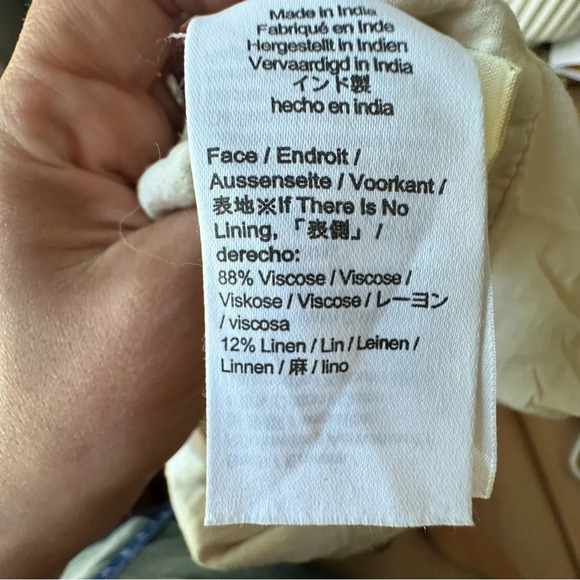 Made in India
Fabriqué en Inde
Hergestellt in Indien
Vervaardigd in India
インド製
hecho en india
Face / Endroit /
Aussenseite / Voorkant /
表地※If There Is No
Lining, 「表側」 /
derecho:
88% Viscose / Viscose /
Viskose / Viscose / レーヨン
/ viscosa
12% Linen / Lin / Leinen /
Linnen / 麻 / lino